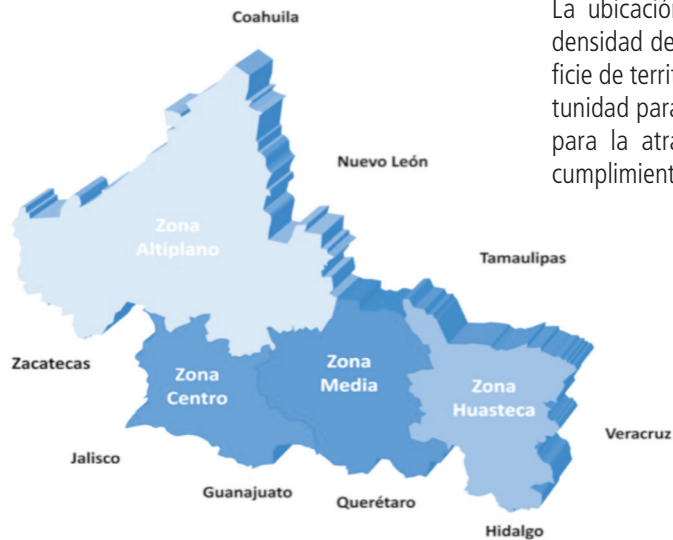 Coahuila
La ubicación
densidad de
ficie de territ
tunidad para
para la atra
cumplimient
Nuevo León
Zona
Altiplano
Tamaulipas
Zacatecas
Zona
Centro
Zona
Media
Zona
Huasteca
Veracruz
Jalisco
Guanajuato
Querétaro
Hidalgo